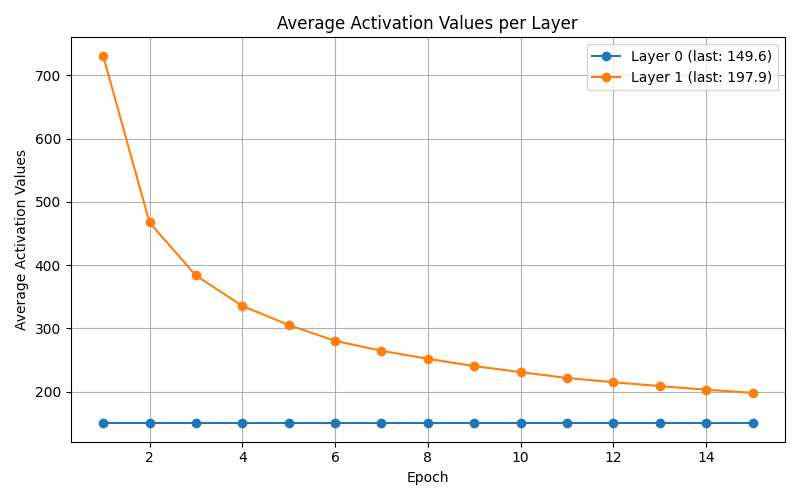 Average Activation Values per Layer
Layer 0 (last: 149.6)
Layer 1 (last: 197.9)
Average Activation Values
700
600
500
400
300
200
2 4 6 8 10 12 14
Epoch